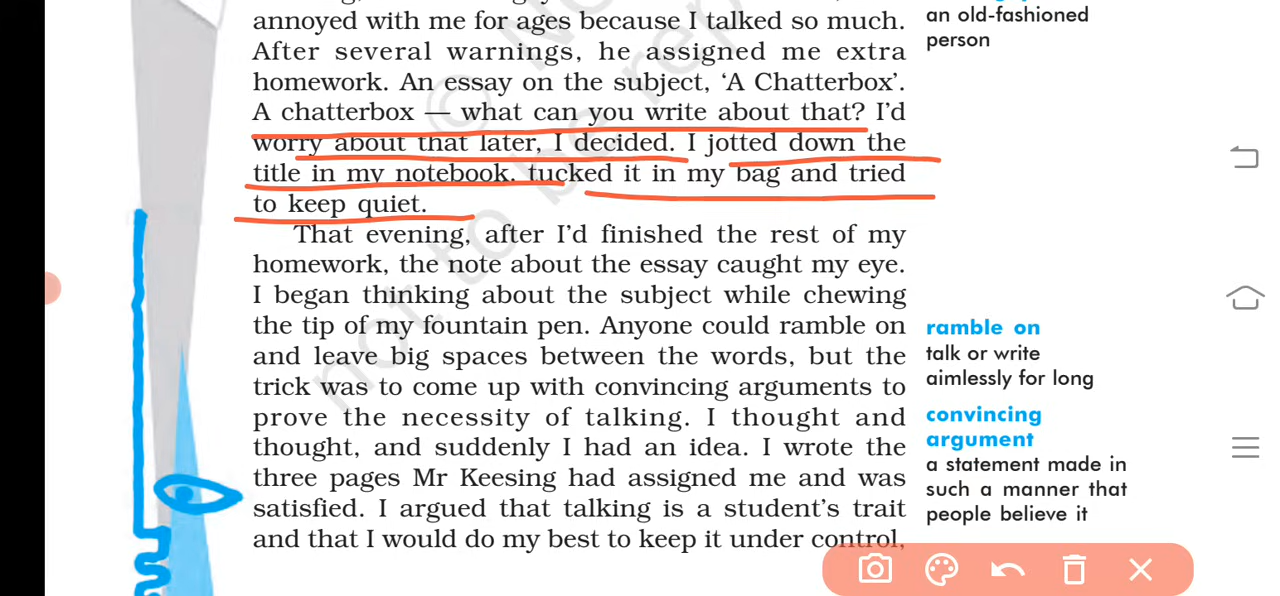 annoyed with me for ages because I talked so much.
After several warnings, he assigned me extra
homework. An essay on the subject, ‘A Chatterbox’.
A chatterbox — what can you write about that? I’d
worry about that later, I decided. I jotted down the
title in my notebook, tucked it in my bag and tried
to keep quiet.
That evening, after I’d finished the rest of my
homework, the note about the essay caught my eye.
I began thinking about the subject while chewing
the tip of my fountain pen. Anyone could ramble on
and leave big spaces between the words, but the
trick was to come up with convincing arguments to
prove the necessity of talking. I thought and
thought, and suddenly I had an idea. I wrote the
three pages Mr Keesing had assigned me and was
satisfied. I argued that talking is a student’s trait
and that I would do my best to keep it under control,
an old-fashioned
person
ramble on
talk or write
aimlessly for long
convincing
argument
a statement made in
such a manner that
people believe it
not to be rep